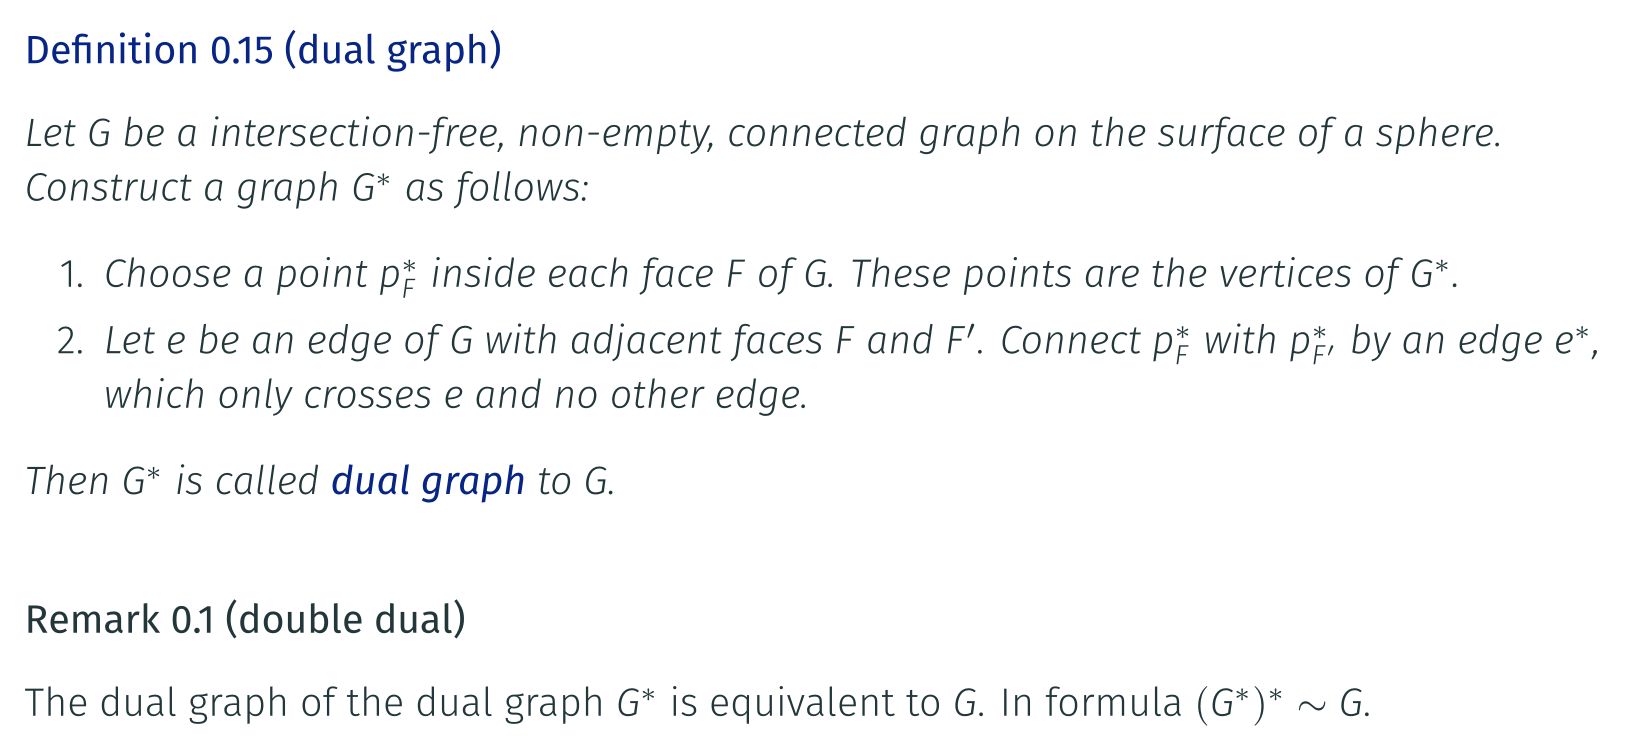 Definition 0.15 (dual graph)
Let G be a intersection-free, non-empty, connected graph on the surface of a sphere.
Construct a graph G* as follows:
1. Choose a point p*_F inside each face F of G. These points are the vertices of G*.
2. Let e be an edge of G with adjacent faces F and F′. Connect p*_F with p*_F′ by an edge e*,
which only crosses e and no other edge.
Then G* is called dual graph to G.
Remark 0.1 (double dual)
The dual graph of the dual graph G* is equivalent to G. In formula (G*)* ∼ G.